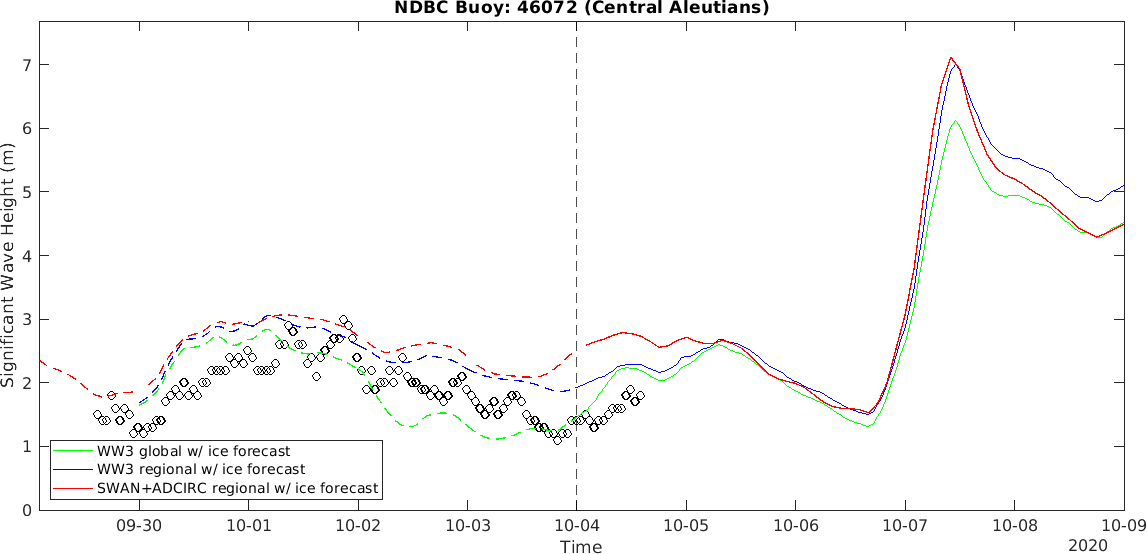 NDBC Buoy: 46072 (Central Aleutians)
Significant Wave Height (m)
7
6
5
4
3
2
1
0
WW3 global w/ ice forecast
WW3 regional w/ ice forecast
SWAN+ADCIRC regional w/ ice forecast
09-30 10-01 10-02 10-03 10-04 10-05 10-06 10-07 10-08 10-09
Time
2020